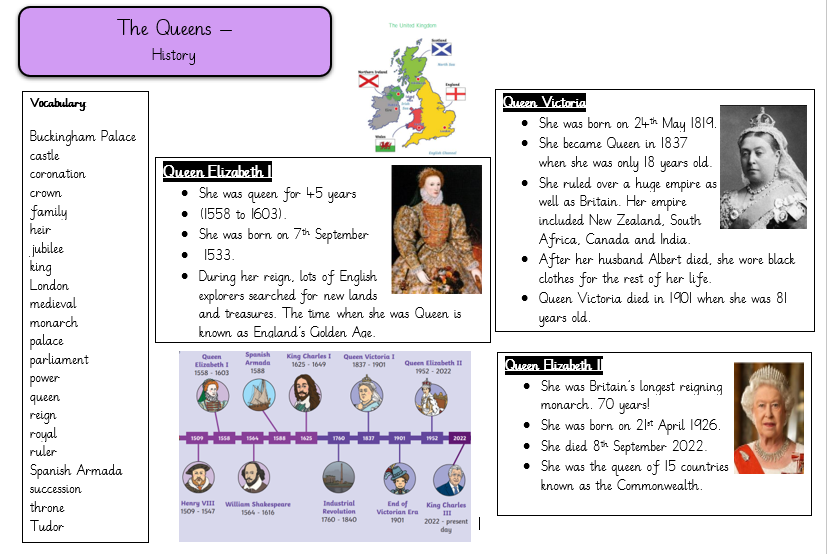 The Queens –
History
The United Kingdom
Scotland
North Sea
Northern Ireland
England
Wales
English Channel
Vocabulary
Buckingham Palace
castle
coronation
crown
family
heir
jubilee
king
London
medieval
monarch
palace
parliament
power
queen
reign
royal
ruler
Spanish Armada
succession
throne
Tudor
Queen Elizabeth I
She was queen for 45 years
(1558 to 1603).
She was born on 7th September
1533.
During her reign, lots of English
explorers searched for new lands
and treasures. The time when she was Queen is
known as England's Golden Age.
Queen Victoria
She was born on 24th May 1819.
She became Queen in 1837
when she was only 18 years old.
She ruled over a huge empire as
well as Britain. Her empire
included New Zealand, South
Africa, Canada and India.
After her husband Albert died, she wore black
clothes for the rest of her life.
Queen Victoria died in 1901 when she was 81
years old.
Queen
Elizabeth I
1558 - 1603
Spanish
Armada
1588
King Charles I
1625 - 1649
Queen Victoria I
1837 - 1901
Queen Elizabeth II
1952 - 2022
1509
1558
1564
1588
1625
1760
1837
1901
1952
2022
Henry VIII
1509 - 1547
William Shakespeare
1564 - 1616
Industrial
Revolution
1760 - 1840
End of
Victorian Era
1901
King Charles
III
2022 - present
day
Queen Elizabeth II
She was Britain's longest reigning
monarch. 70 years!
She was born on 21st April 1926.
She died 8th September 2022.
She was the queen of 15 countries
known as the Commonwealth.